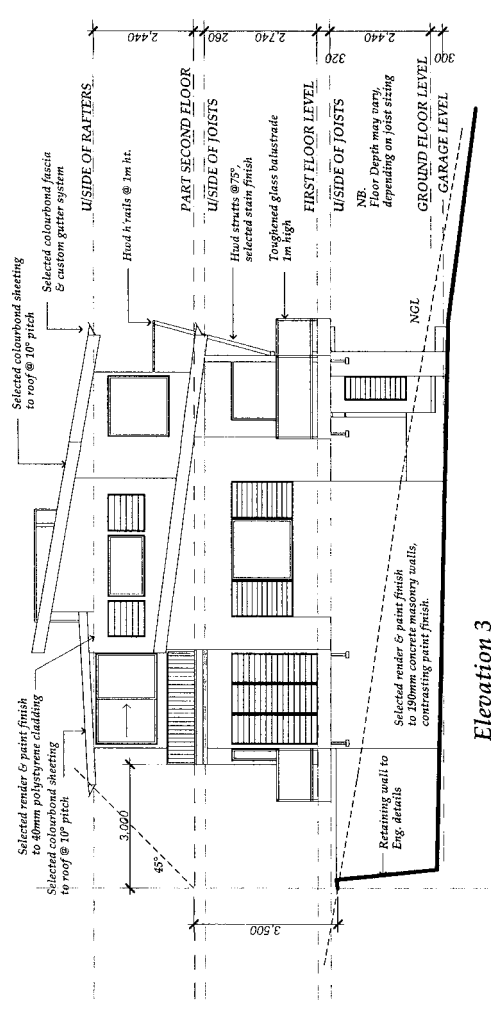 Selected colourbond sheeting
to roof @ 10° pitch
Selected colourbond fascia
& custom gutter system
U/SIDE OF RAFTERS
2,440
Hwd h'rails @ 1m ht.
PART SECOND FLOOR
260
U/SIDE OF JOISTS
Hwd strutts @75°,
selected stain finish
2,740
Toughened glass balustrade
1m high
FIRST FLOOR LEVEL
320
U/SIDE OF JOISTS
NB.
Floor Depth may vary,
depending on joist sizing
2,440
GROUND FLOOR LEVEL
300
GARAGE LEVEL
NGL
Selected render & paint finish
to 40mm polystyrene cladding
Selected colourbond sheeting
to roof @ 10° pitch
3,000
45°
3,500
Selected render & paint finish
to 190mm concrete masonry walls,
contrasting paint finish.
Retaining wall to
Eng. details
Elevation 3